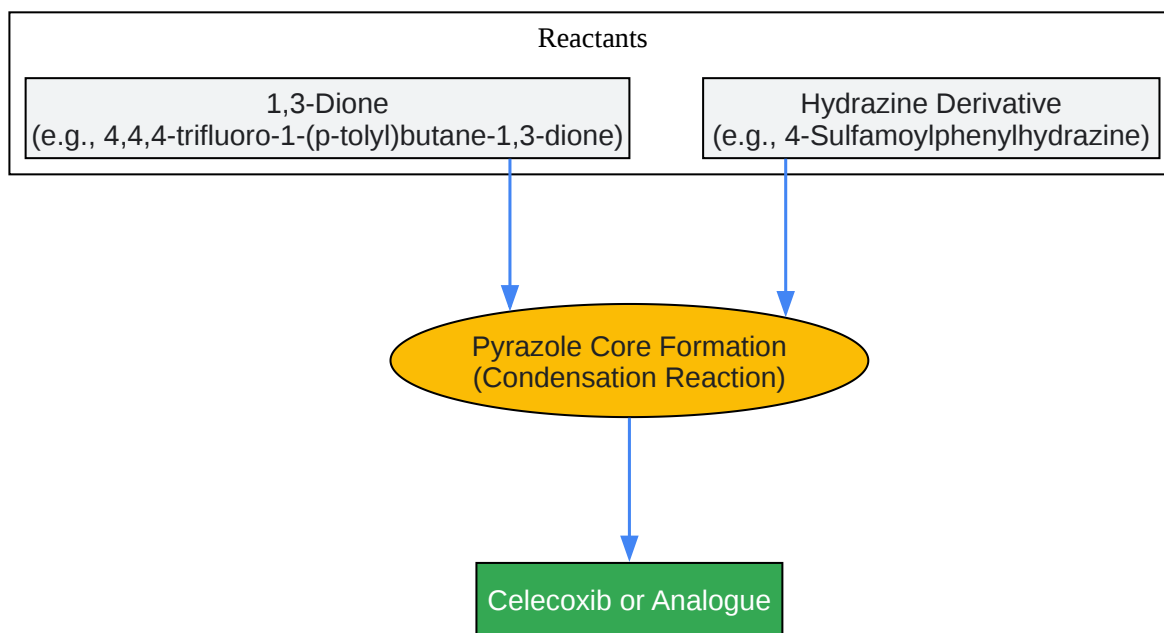 Reactants
1,3-Dione
(e.g., 4,4,4-trifluoro-1-(p-tolyl)butane-1,3-dione)
Hydrazine Derivative
(e.g., 4-Sulfamoylphenylhydrazine)
Pyrazole Core Formation
(Condensation Reaction)
Celecoxib or Analogue